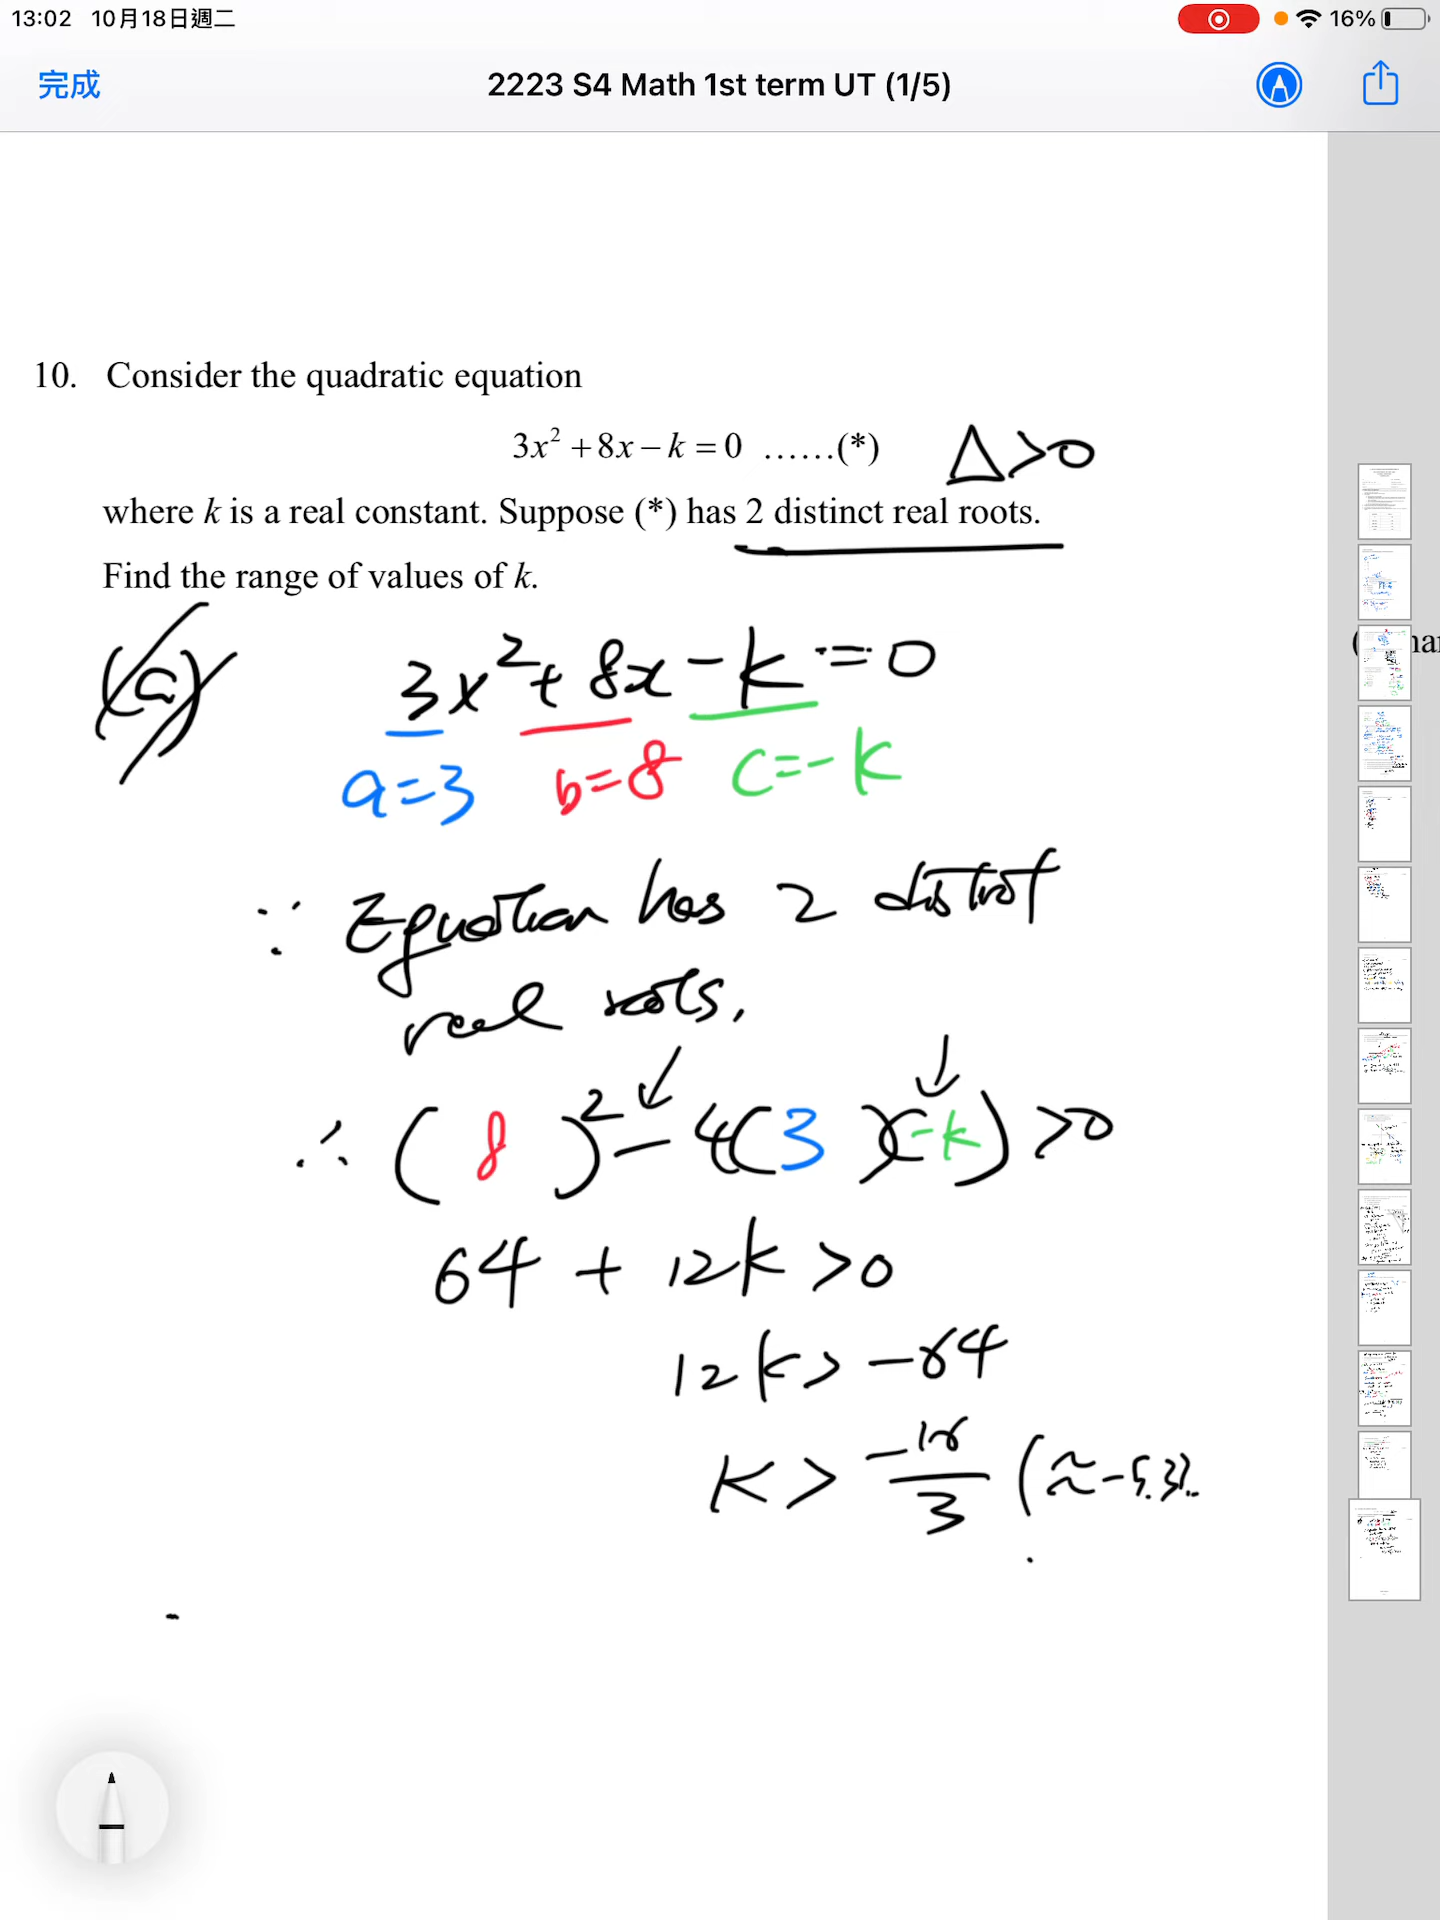 13:02 10月18日週二
16%
完成
2223 S4 Math 1st term UT (1/5)
10. Consider the quadratic equation
3x² + 8x – k = 0 ……(*)
Δ>0
where k is a real constant. Suppose (*) has 2 distinct real roots.
Find the range of values of k.
(a)
3x² + 8x - k = 0
a=3 b=8 c=-k
∵ Equation has 2 distinct
real roots,
∴ (8)² - 4(3)(-k) > 0
64 + 12k > 0
12k > -64
k > -16/3 (≈ -5.33